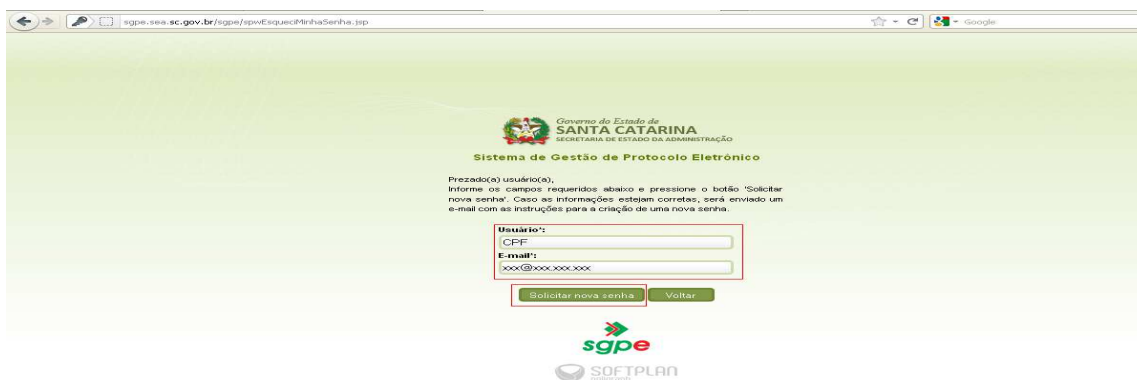 sgpe.sea.sc.gov.br/sgpe/spwEsqueciMinhaSenha.jsp
Google
Governo do Estado de
SANTA CATARINA
SECRETARIA DE ESTADO DA ADMINISTRAÇÃO
Sistema de Gestão de Protocolo Eletrônico
Prezado(a) usuário(a),
Informe os campos requeridos abaixo e pressione o botão 'Solicitar
nova senha'. Caso as informações estejam corretas, será enviado um
e-mail com as instruções para a criação de uma nova senha.
Usuário*:
CPF
E-mail*:
xxx@xxx.xxx.xxx
Solicitar nova senha Voltar
sgpe
SOFTPLAN